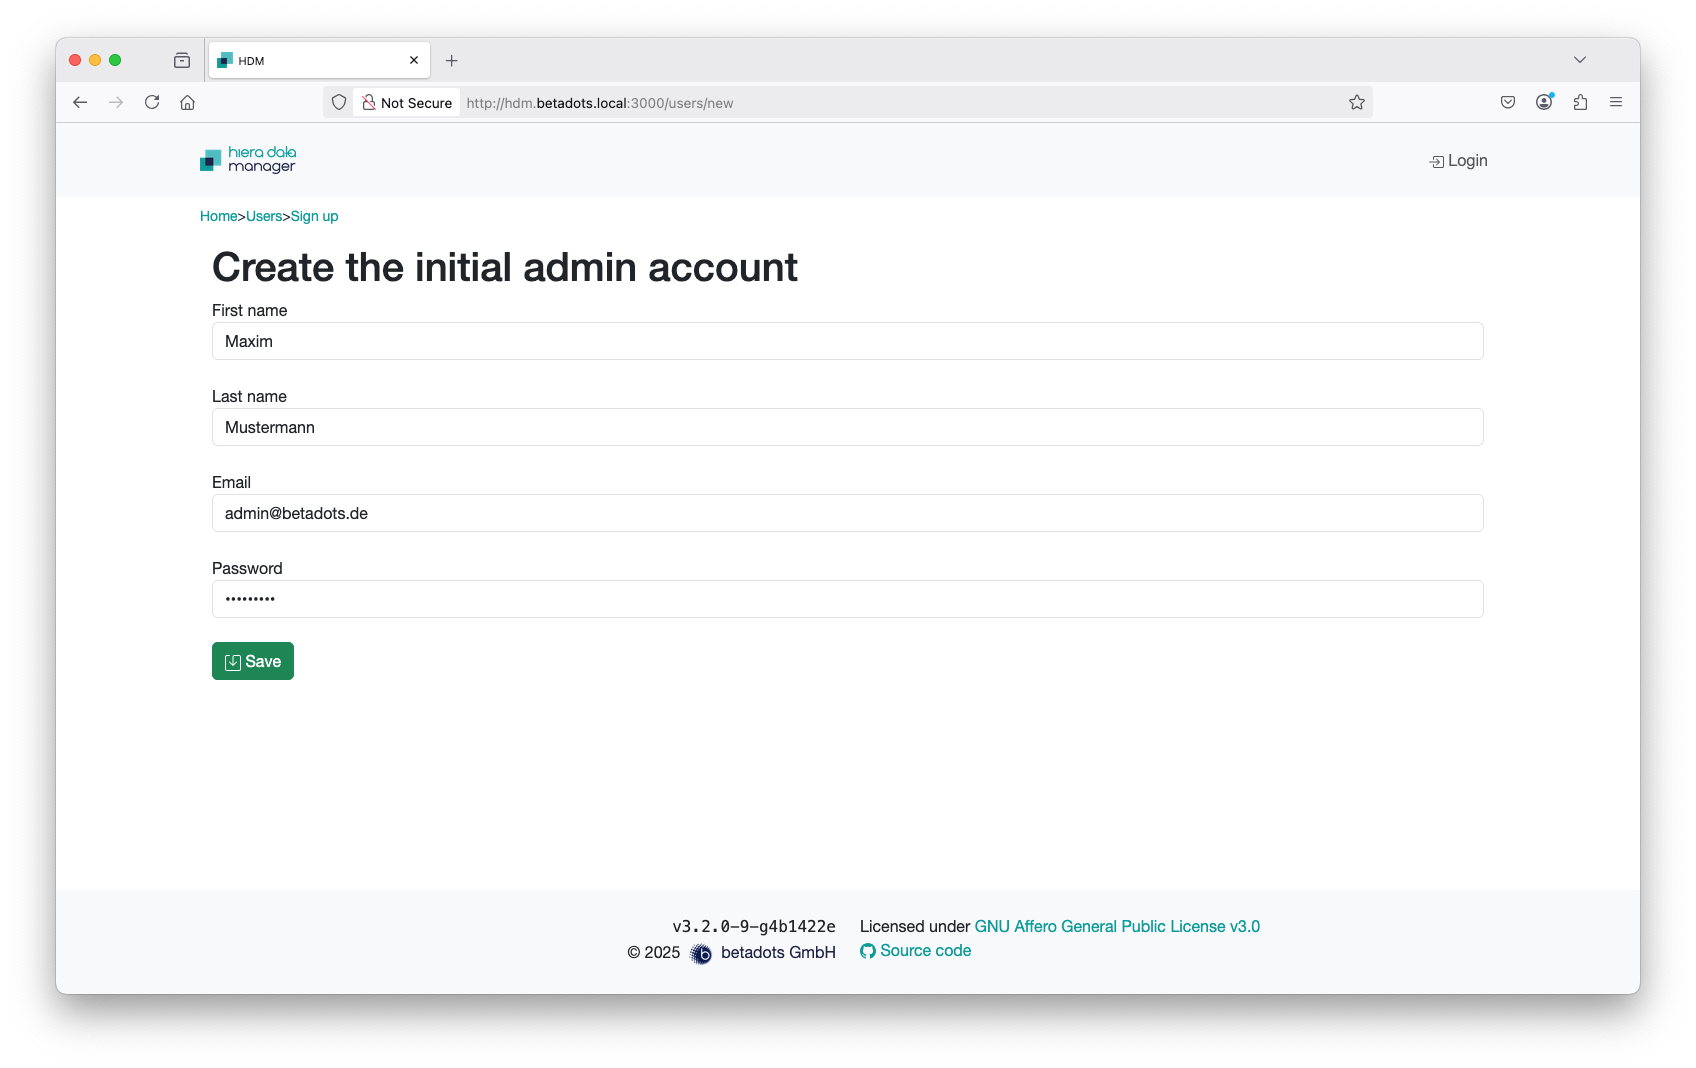 HDM
Not Secure http://hdm.betadots.local:3000/users/new
hiera data
manager
Login
Home>Users>Sign up
Create the initial admin account
First name
Maxim
Last name
Mustermann
Email
admin@betadots.de
Password
•••••••••
Save
v3.2.0-9-g4b1422e
© 2025 b betadots GmbH
Licensed under GNU Affero General Public License v3.0
Source code